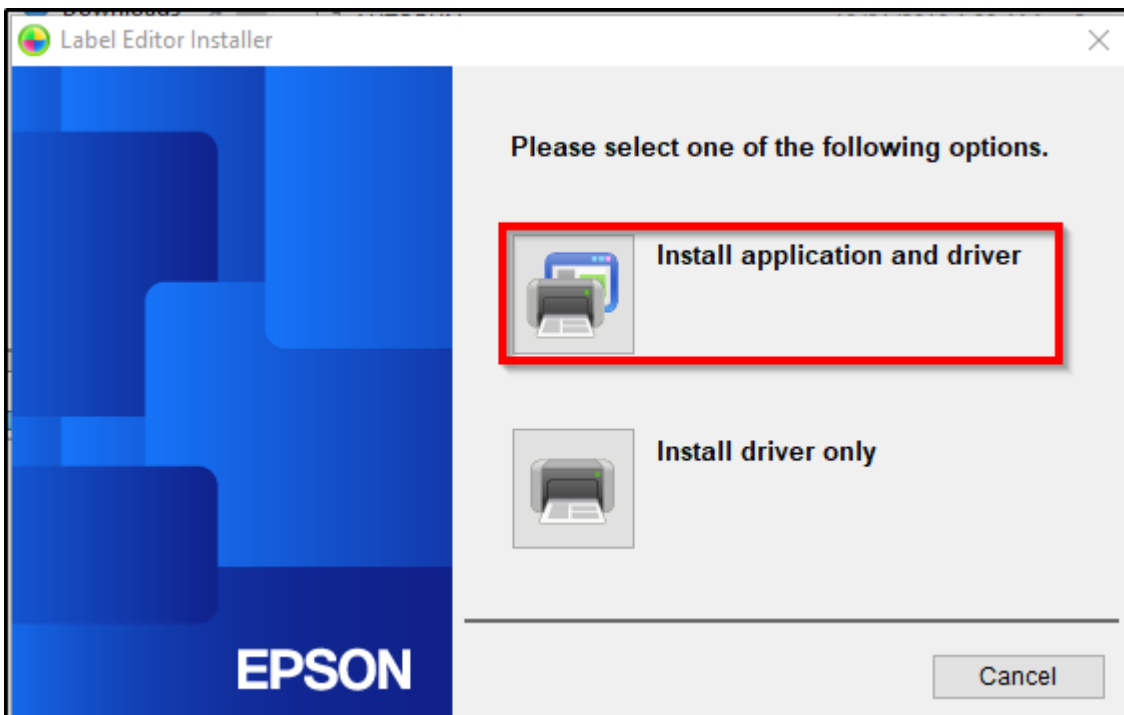 Label Editor Installer
Please select one of the following options.
Install application and driver
Install driver only
EPSON
Cancel